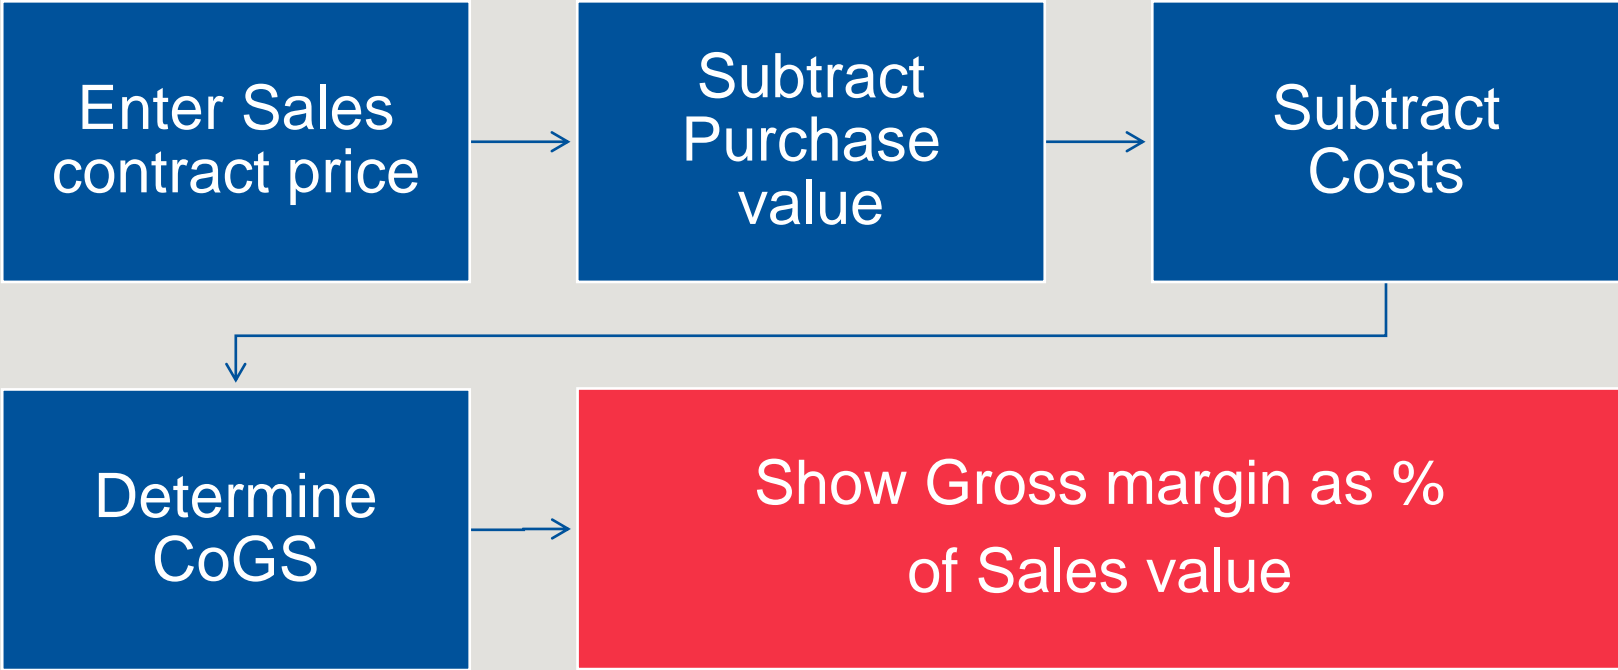 Enter Sales
contract price
Subtract
Purchase
value
Subtract
Costs
Determine
CoGS
Show Gross margin as %
of Sales value